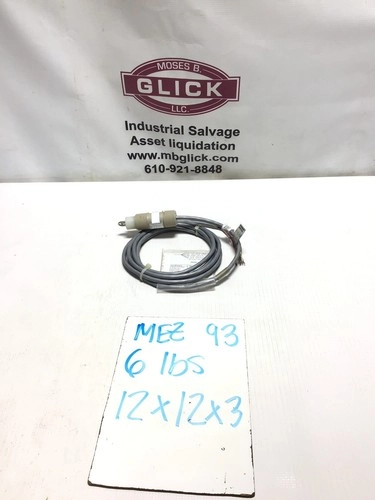 MOSES B.
GLICK
LLC.
Industrial Salvage
Asset liquidation
www.mbglick.com
610-921-8848
MEZ 93
6 lbs
12x12x3